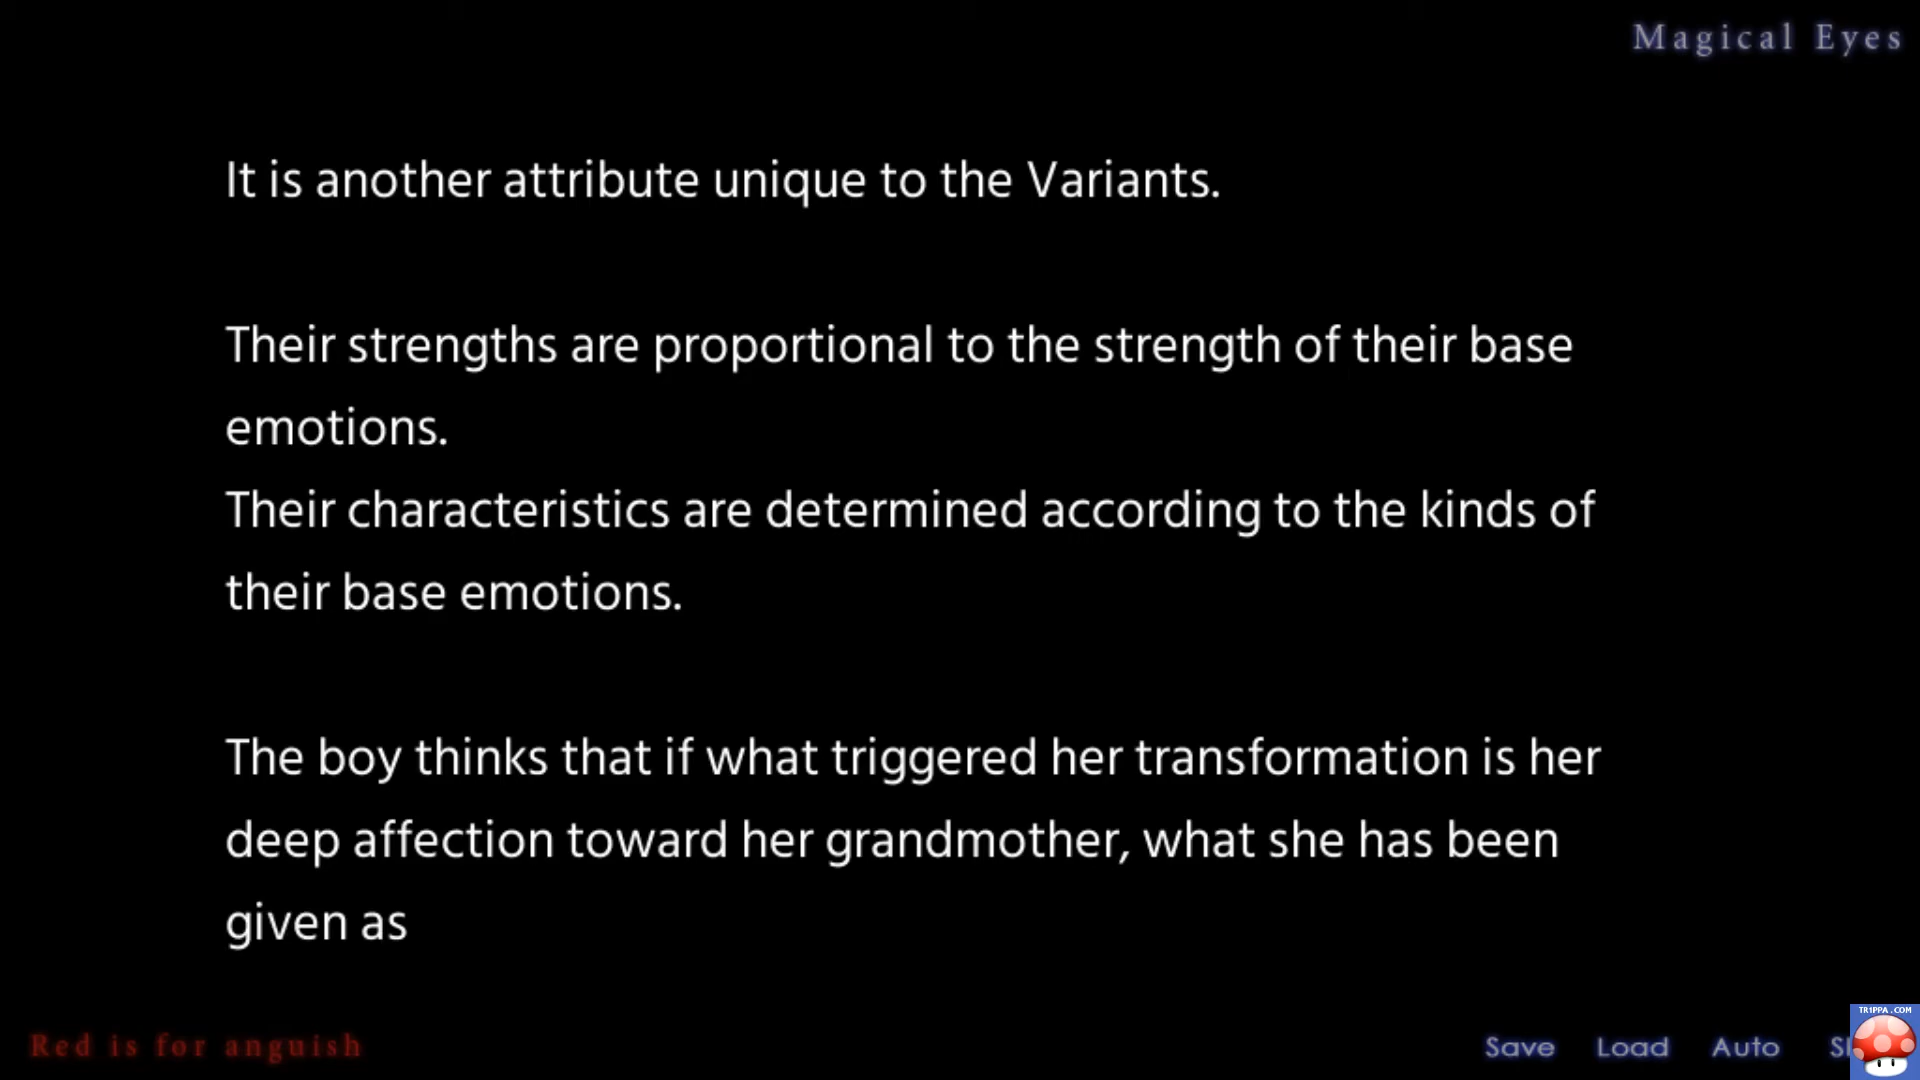 Magical Eyes
It is another attribute unique to the Variants.
Their strengths are proportional to the strength of their base
emotions.
Their characteristics are determined according to the kinds of
their base emotions.
The boy thinks that if what triggered her transformation is her
deep affection toward her grandmother, what she has been
given as
Red is for anguish
Save Load Auto
TR1PPA.COM